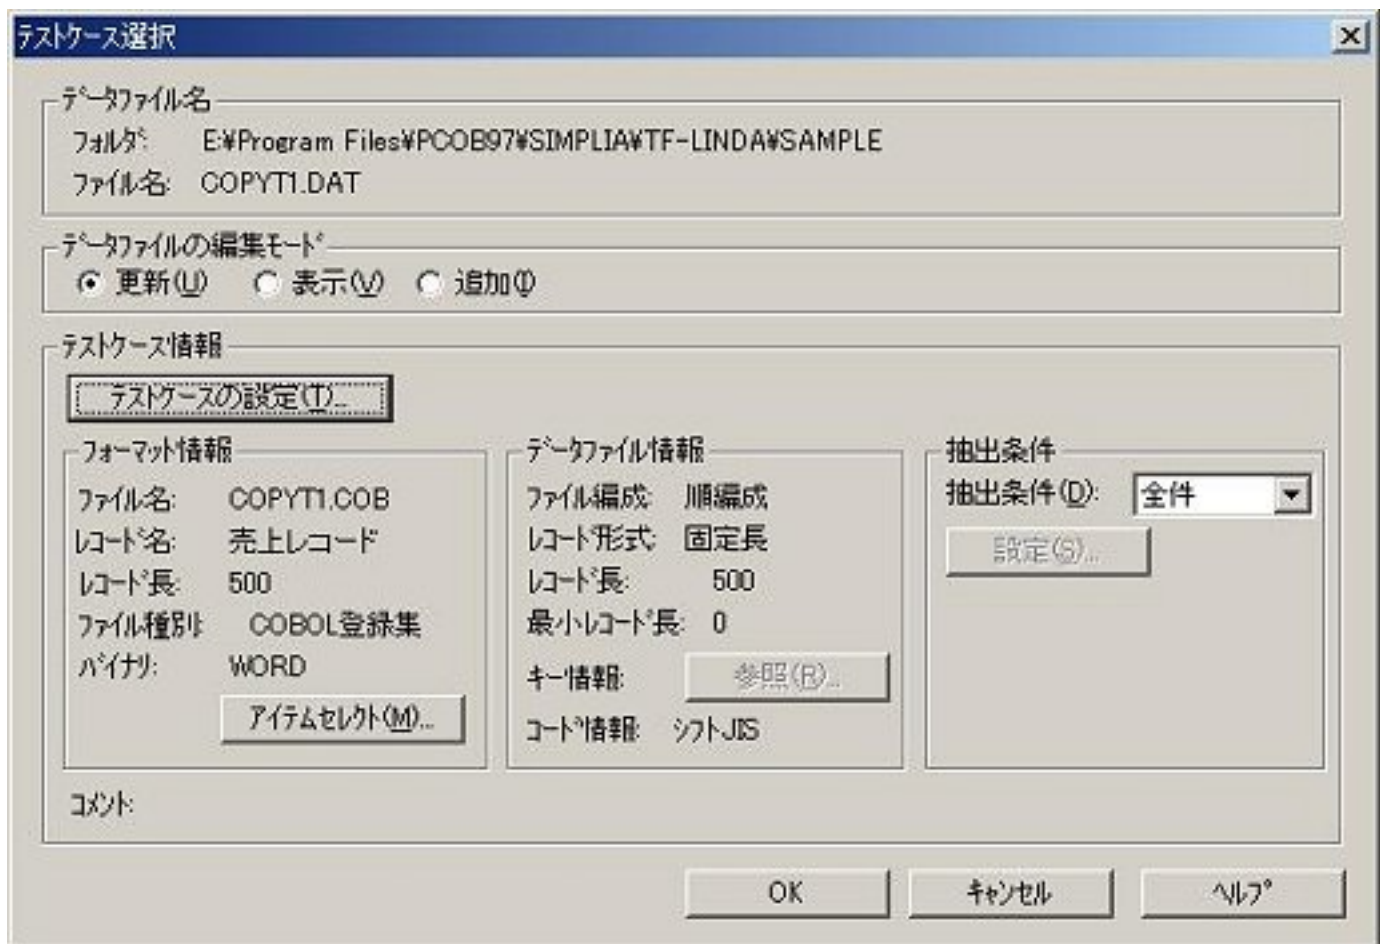 テストケース選択
データファイル名
フォルダ: E:¥Program Files¥PCOB97¥SIMPLIA¥TF-LINDA¥SAMPLE
ファイル名: COPYT1.DAT
データファイルの編集モード
更新(U) 表示(V) 追加(I)
テストケース情報
テストケースの設定(T)...
フォーマット情報
ファイル名: COPYT1.COB
レコード名: 売上レコード
レコード長: 500
ファイル種別: COBOL登録集
バイナリ: WORD
アイテムセレクト(M)...
データファイル情報
ファイル編成: 順編成
レコード形式: 固定長
レコード長: 500
最小レコード長: 0
キー情報: 参照(R)...
コード情報: シフトJIS
抽出条件
抽出条件(D): 全件
設定(S)...
コメント:
OK キャンセル ヘルプ